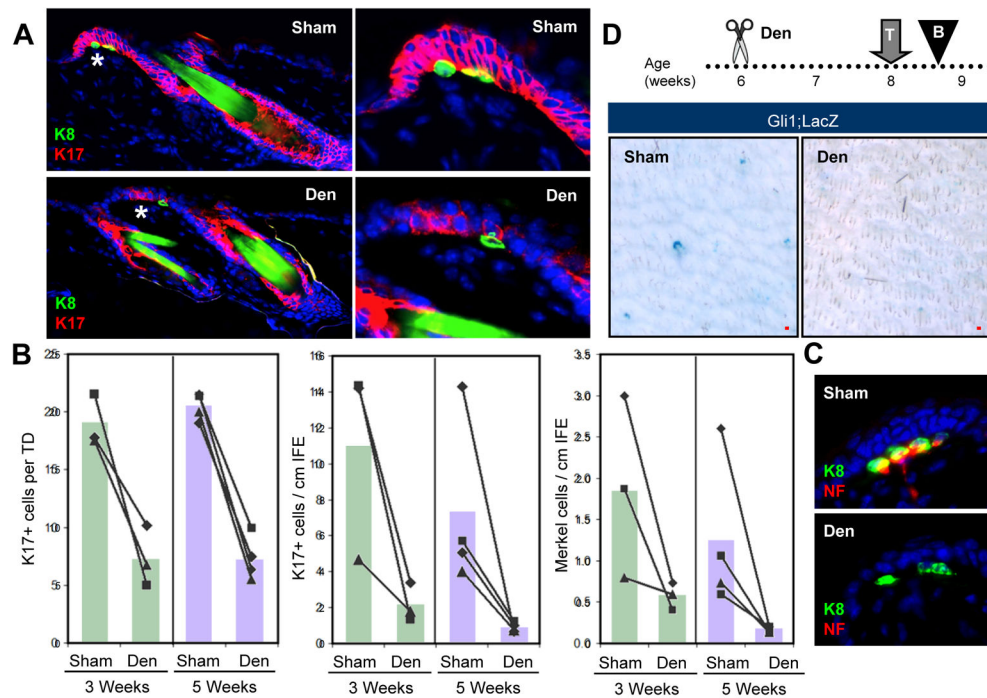 A
Sham
Sham
K8
K17
Den
Den
K8
K17
D
Den
T
B
Age
(weeks)
6
7
8
9
Gli1;LacZ
Sham
Den
B
K17+ cells per TD
25
20
15
10
5
0
Sham
Den
Sham
Den
3 Weeks
5 Weeks
K17+ cells / cm IFE
16
14
12
10
8
6
4
2
0
Sham
Den
Sham
Den
3 Weeks
5 Weeks
Merkel cells / cm IFE
3.5
3.0
2.5
2.0
1.5
1.0
0.5
0.0
Sham
Den
Sham
Den
3 Weeks
5 Weeks
C
Sham
K8
NF
Den
K8
NF